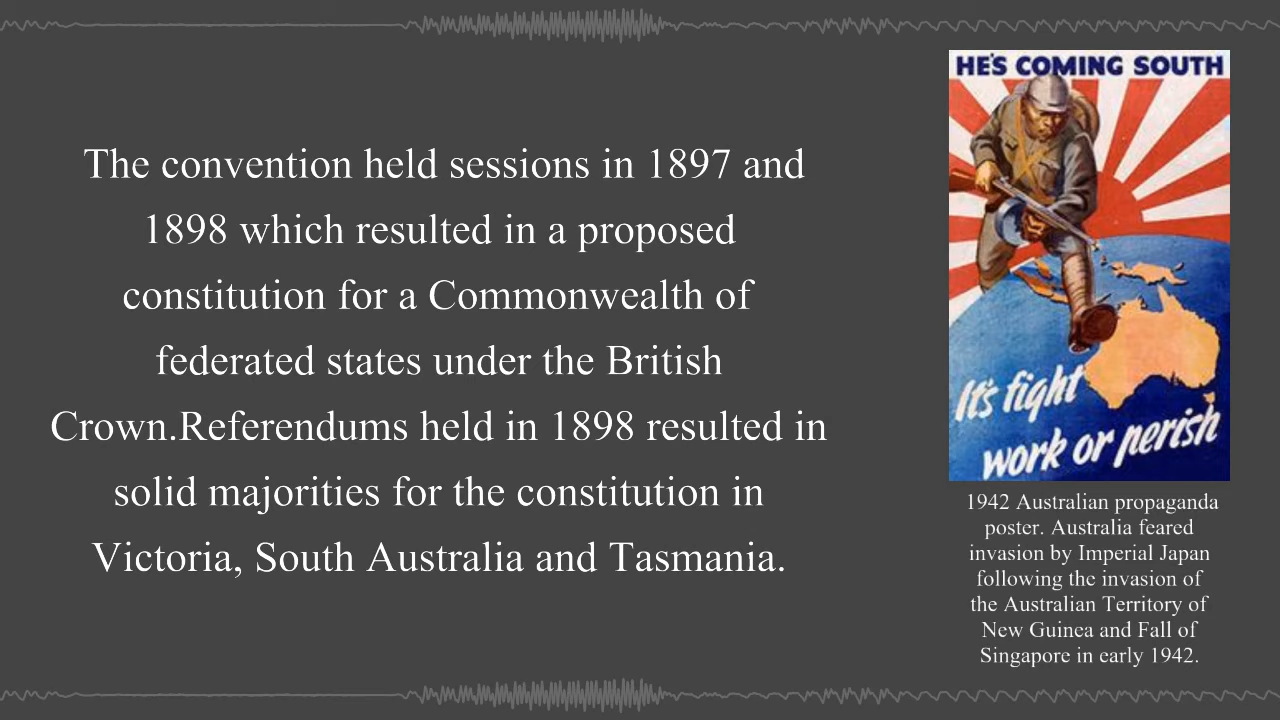 The convention held sessions in 1897 and
1898 which resulted in a proposed
constitution for a Commonwealth of
federated states under the British
Crown.Referendums held in 1898 resulted in
solid majorities for the constitution in
Victoria, South Australia and Tasmania.
HE'S COMING SOUTH
It's fight
work or perish
1942 Australian propaganda
poster. Australia feared
invasion by Imperial Japan
following the invasion of
the Australian Territory of
New Guinea and Fall of
Singapore in early 1942.